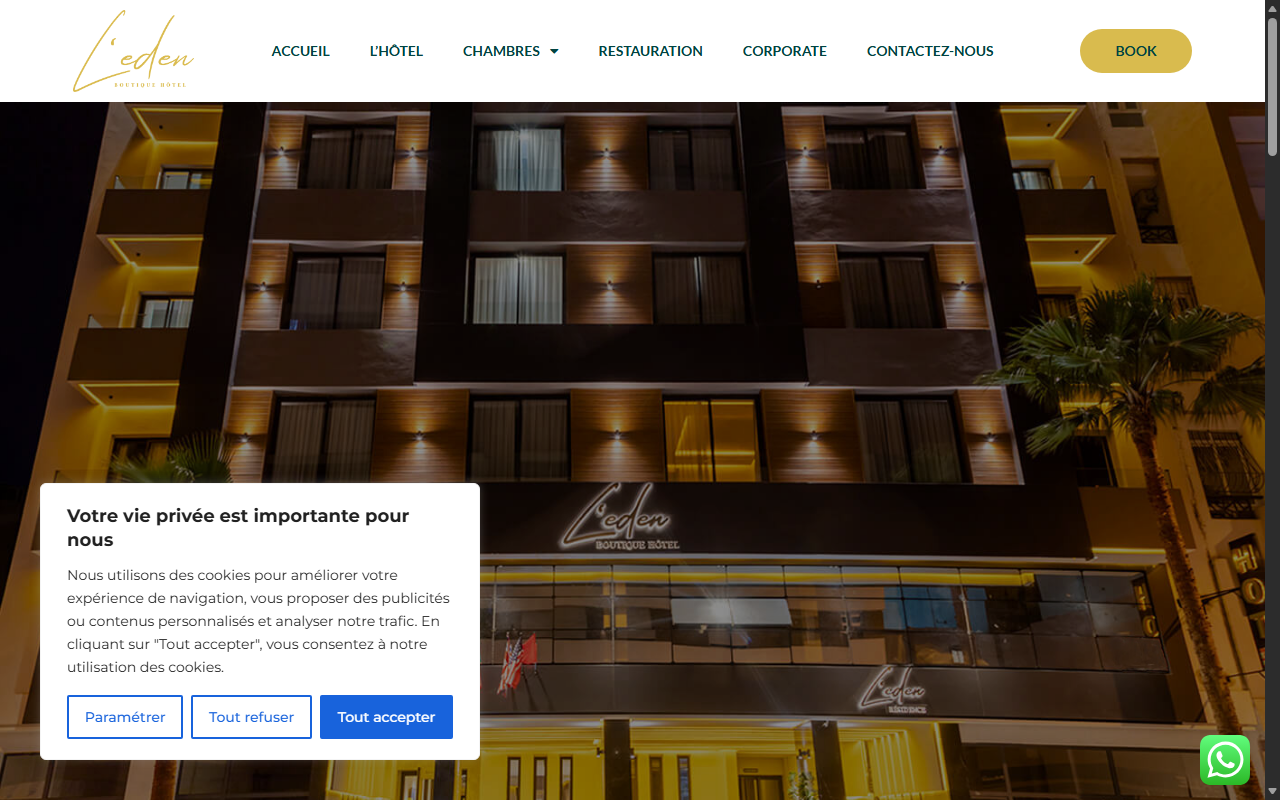 L'eden
BOUTIQUE HÔTEL
ACCUEIL
L'HÔTEL
CHAMBRES
RESTAURATION
CORPORATE
CONTACTEZ-NOUS
BOOK
L'eden
BOUTIQUE HÔTEL
L'eden
RÉSIDENCE
Votre vie privée est importante pour
nous
Nous utilisons des cookies pour améliorer votre
expérience de navigation, vous proposer des publicités
ou contenus personnalisés et analyser notre trafic. En
cliquant sur "Tout accepter", vous consentez à notre
utilisation des cookies.
Paramétrer
Tout refuser
Tout accepter